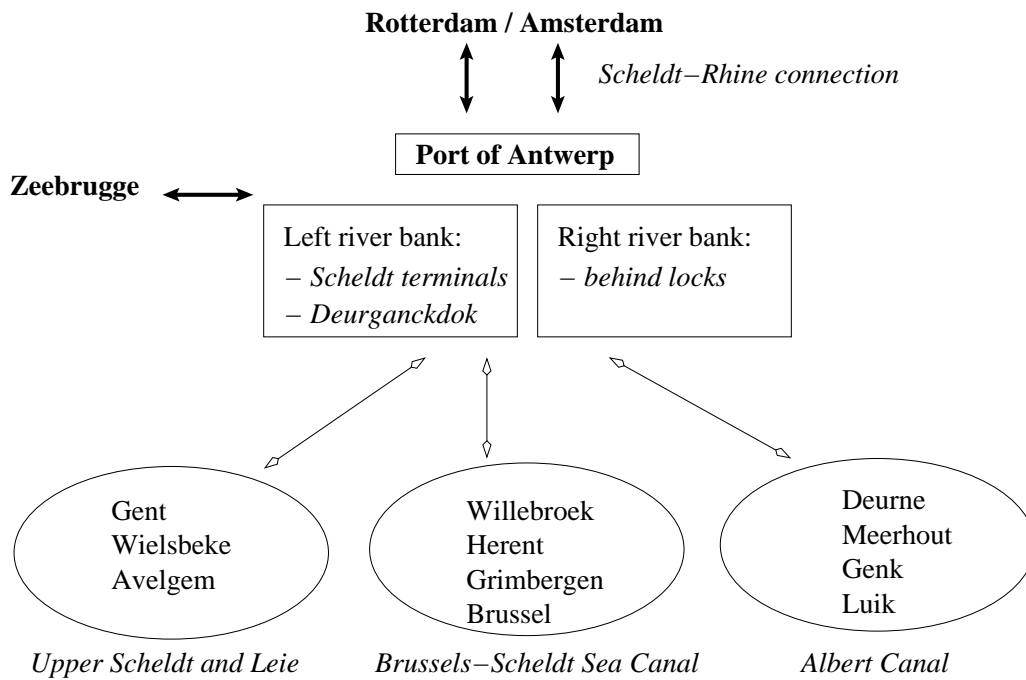 Rotterdam / Amsterdam
Scheldt−Rhine connection
Port of Antwerp
Zeebrugge
Left river bank:
− Scheldt terminals
− Deurganckdok
Right river bank:
− behind locks
Gent
Wielsbeke
Avelgem
Willebroek
Herent
Grimbergen
Brussel
Deurne
Meerhout
Genk
Luik
Upper Scheldt and Leie
Brussels−Scheldt Sea Canal
Albert Canal